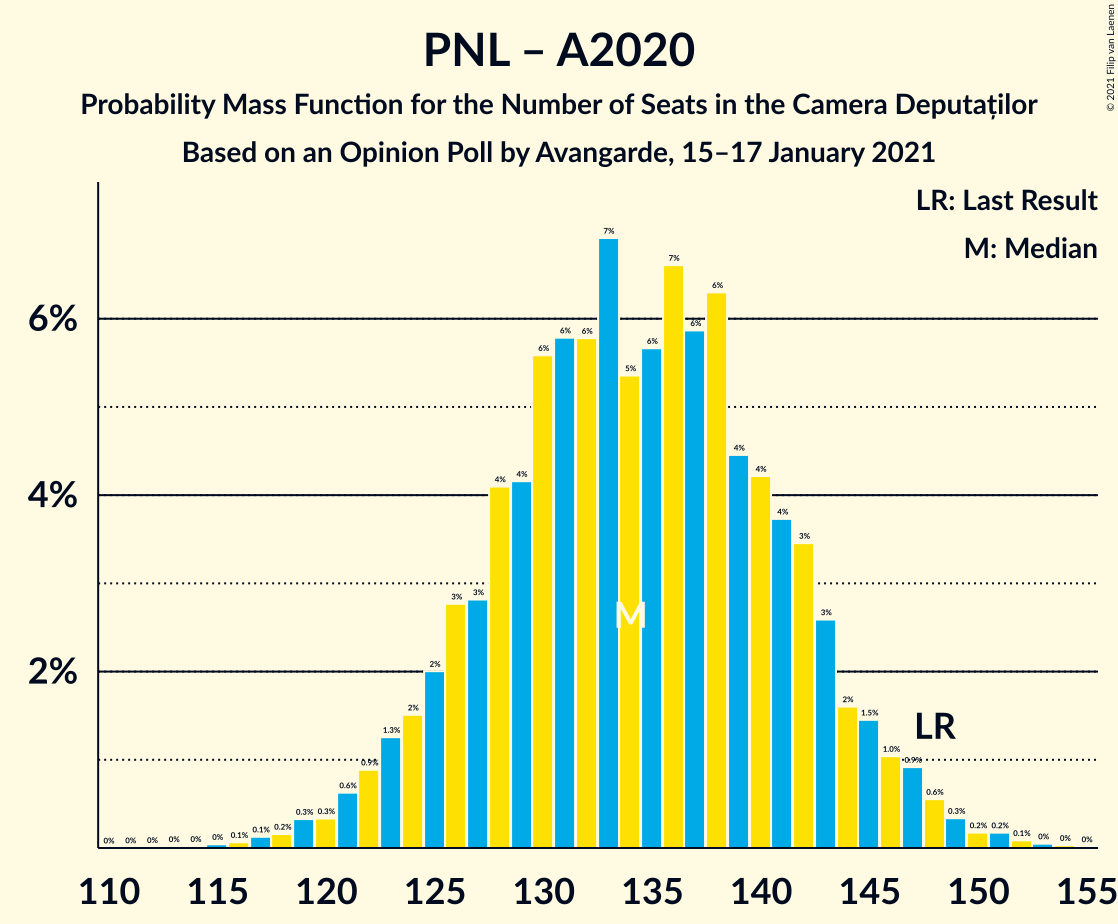 PNL – A2020
Probability Mass Function for the Number of Seats in the Camera Deputaților
Based on an Opinion Poll by Avangarde, 15–17 January 2021
© 2021 Filip van Laenen
LR: Last Result
M: Median
6%
4%
2%
0% 0% 0% 0% 0% 0% 0.1% 0.1% 0.2% 0.3% 0.3% 0.6% 0.9% 1.3% 2% 2% 3% 3% 4% 4% 6% 6% 6% 7% 5% 6% 7% 6% 6% 4% 4% 4% 3% 3% 2% 1.5% 1.0% 0.9% 0.6% 0.3% 0.2% 0.2% 0.1% 0% 0% 0%
M
LR
110 115 120 125 130 135 140 145 150 155